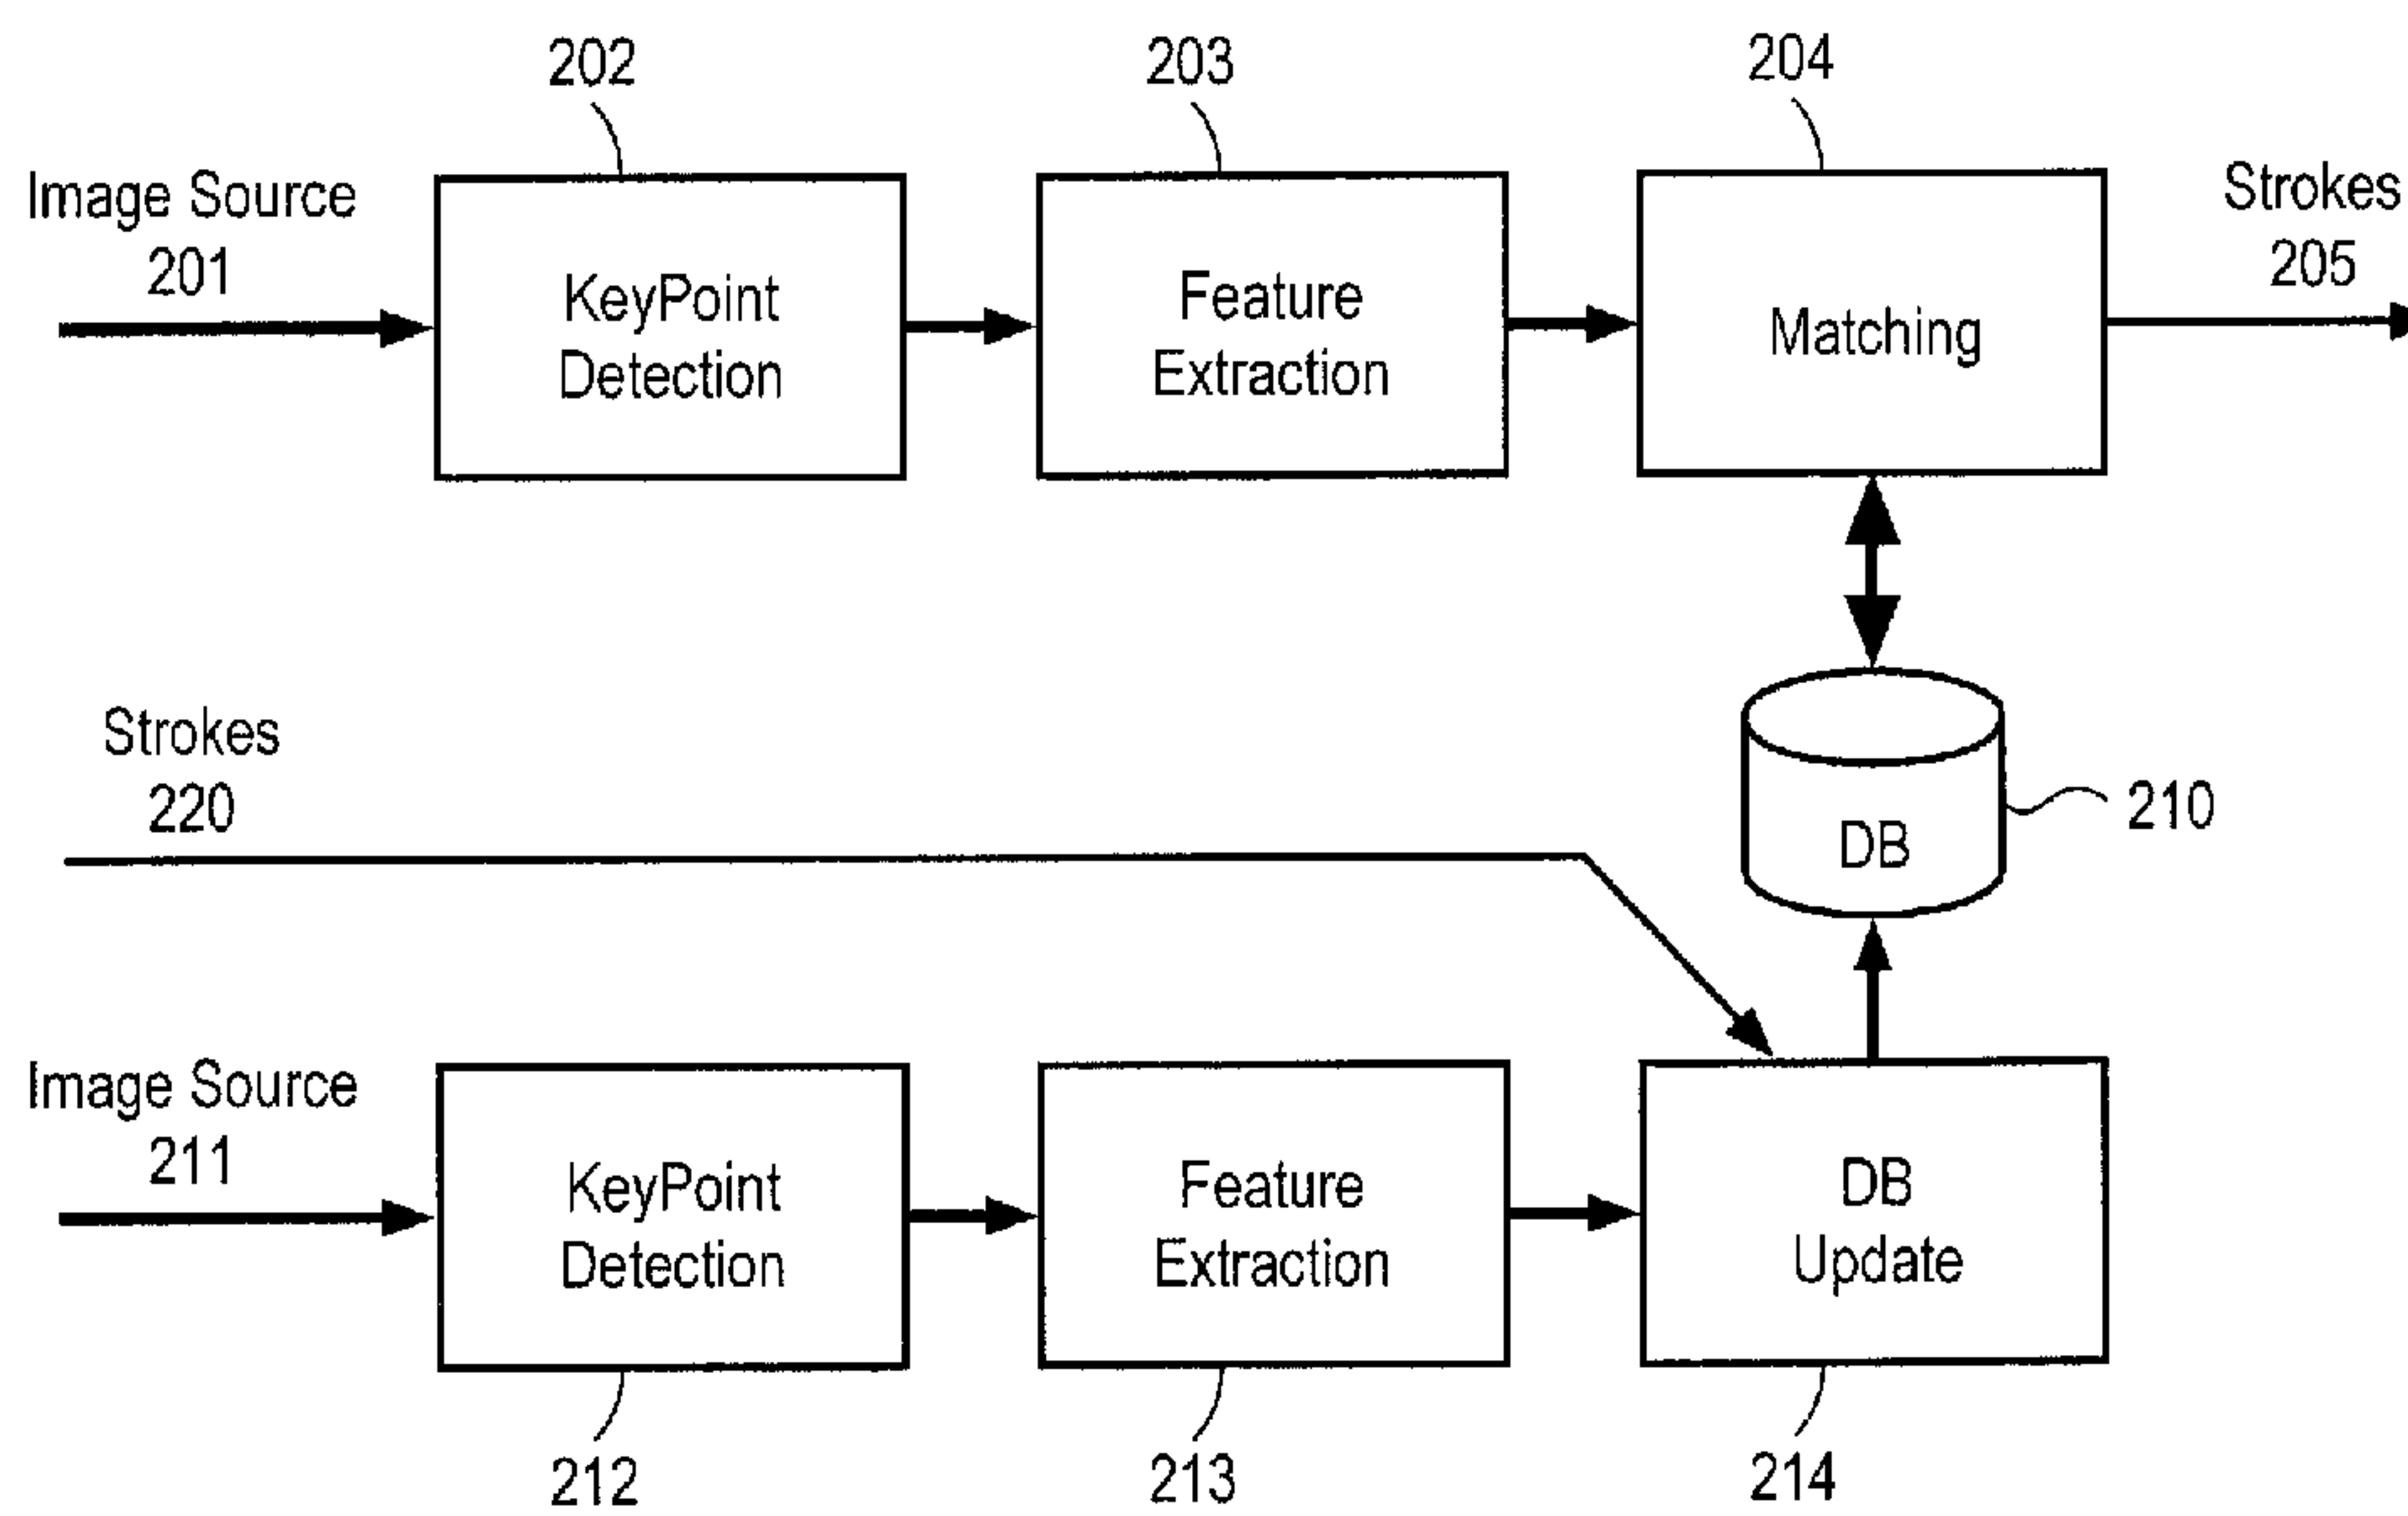 202
203
204
Image Source
201
KeyPoint
Detection
Feature
Extraction
Matching
Strokes
205
Strokes
220
DB
210
Image Source
211
KeyPoint
Detection
Feature
Extraction
DB
Update
212
213
214